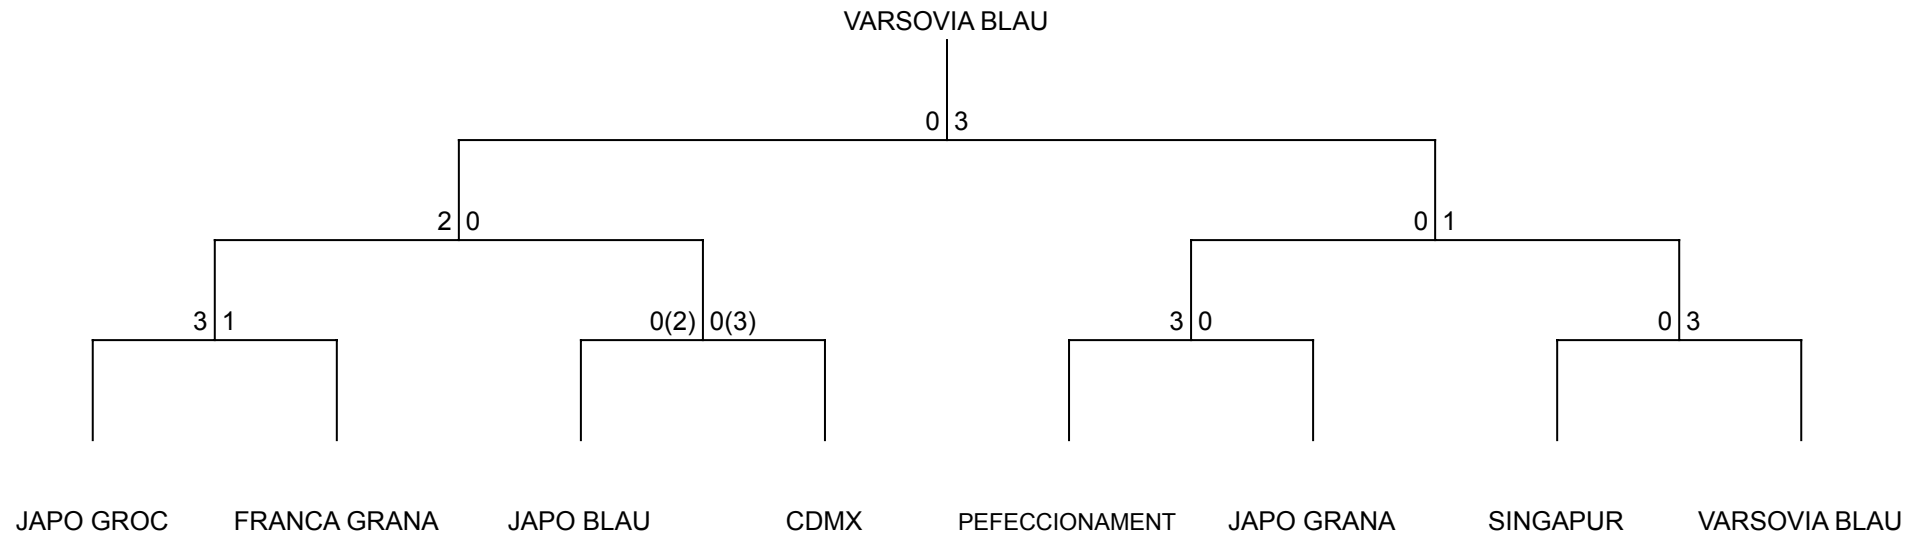 VARSOVIA BLAU
0 3
2 0 0 1
3 1 0(2) 0(3) 3 0 0 3
JAPO GROC FRANCA GRANA JAPO BLAU CDMX PEFECCIONAMENT JAPO GRANA SINGAPUR VARSOVIA BLAU